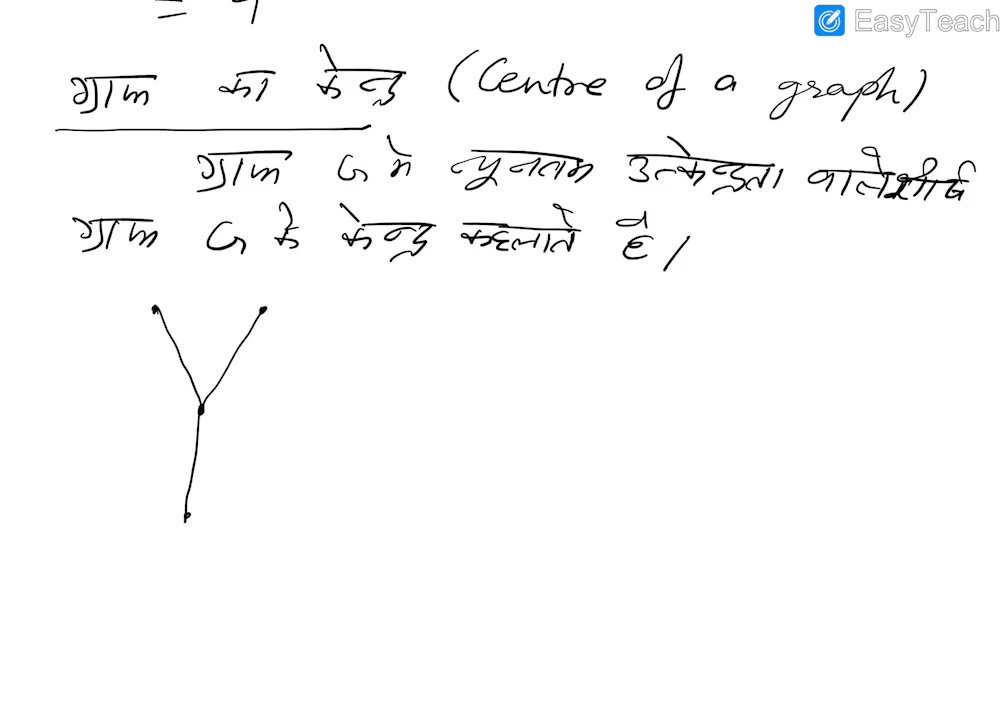 EasyTeach
ग्राफ का केन्द्र (Centre of a graph)
ग्राफ G मे न्यूनतम उत्केन्द्रता वाले शीर्ष
ग्राफ G के केन्द्र कहलाते है।